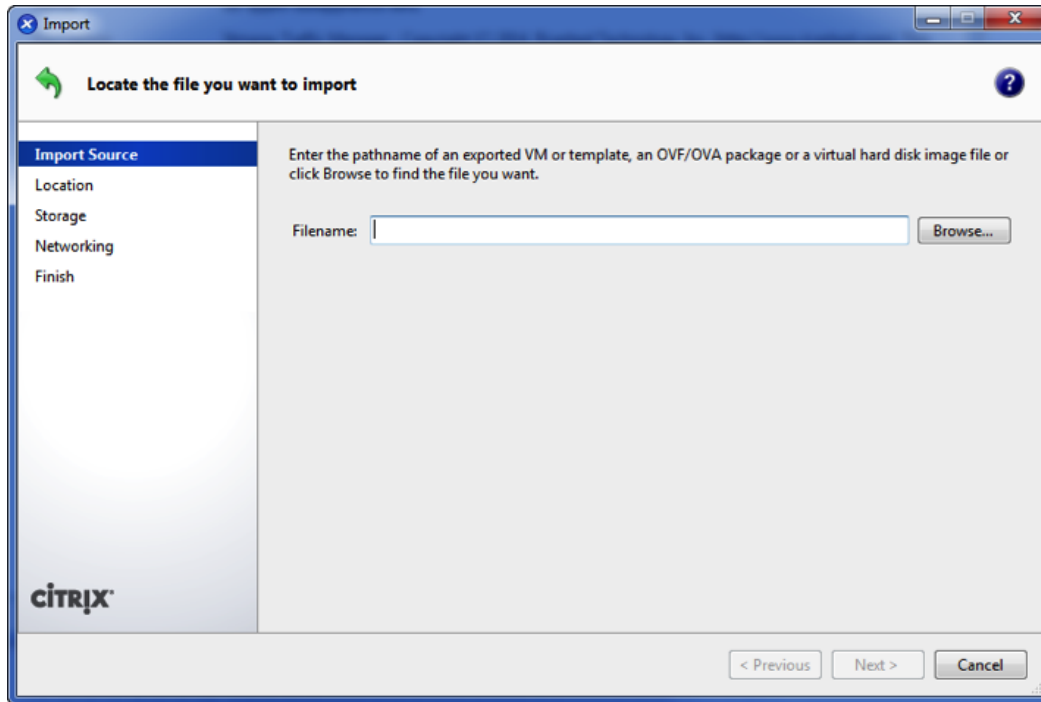 Import
Locate the file you want to import
Import Source
Location
Storage
Networking
Finish
Enter the pathname of an exported VM or template, an OVF/OVA package or a virtual hard disk image file or
click Browse to find the file you want.
Filename:
Browse...
CİTRIX
< Previous
Next >
Cancel